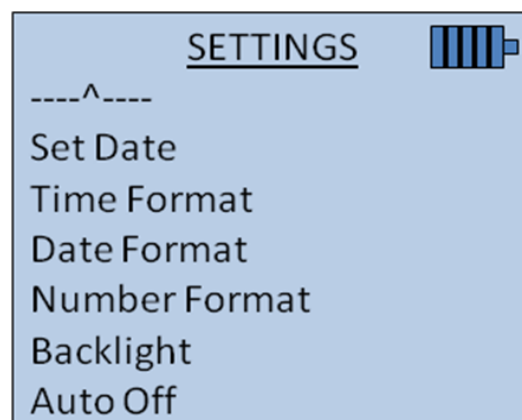 SETTINGS
----^----
Set Date
Time Format
Date Format
Number Format
Backlight
Auto Off